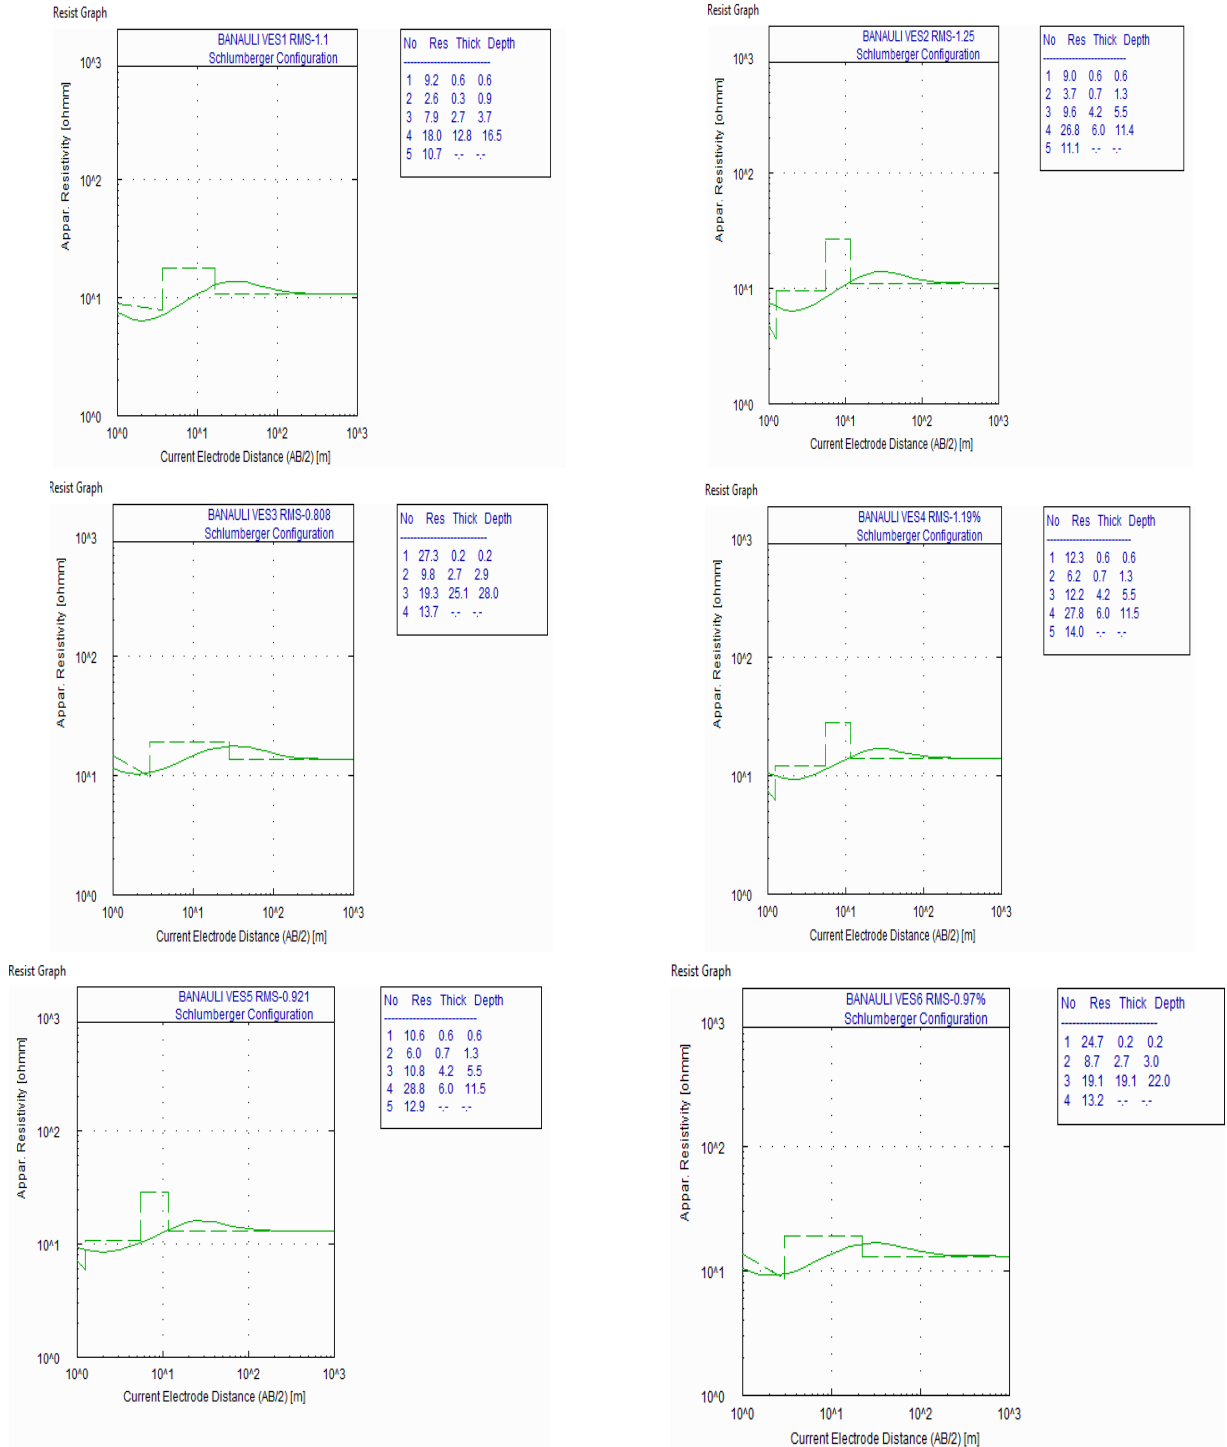 Resist Graph
BANAULI VES1 RMS-1.1
Schlumberger Configuration
Appar. Resistivity [ohmm]
10^3
10^2
10^1
10^0
10^0 10^1 10^2 10^3
Current Electrode Distance (AB/2) [m]
No Res Thick Depth
1 9.2 0.6 0.6
2 2.6 0.3 0.9
3 7.9 2.7 3.7
4 18.0 12.8 16.5
5 10.7 -.- -.-
Resist Graph
BANAULI VES2 RMS-1.25
Schlumberger Configuration
Appar. Resistivity [ohmm]
10^3
10^2
10^1
10^0
10^0 10^1 10^2 10^3
Current Electrode Distance (AB/2) [m]
No Res Thick Depth
1 9.0 0.6 0.6
2 3.7 0.7 1.3
3 9.6 4.2 5.5
4 26.8 6.0 11.4
5 11.1 -.- -.-
Resist Graph
BANAULI VES3 RMS-0.808
Schlumberger Configuration
Appar. Resistivity [ohmm]
10^3
10^2
10^1
10^0
10^0 10^1 10^2 10^3
Current Electrode Distance (AB/2) [m]
No Res Thick Depth
1 27.3 0.2 0.2
2 9.8 2.7 2.9
3 19.3 25.1 28.0
4 13.7 -.- -.-
Resist Graph
BANAULI VES4 RMS-1.19%
Schlumberger Configuration
Appar. Resistivity [ohmm]
10^3
10^2
10^1
10^0
10^0 10^1 10^2 10^3
Current Electrode Distance (AB/2) [m]
No Res Thick Depth
1 12.3 0.6 0.6
2 6.2 0.7 1.3
3 12.2 4.2 5.5
4 27.8 6.0 11.5
5 14.0 -.- -.-
Resist Graph
BANAULI VES5 RMS-0.921
Schlumberger Configuration
Appar. Resistivity [ohmm]
10^3
10^2
10^1
10^0
10^0 10^1 10^2 10^3
Current Electrode Distance (AB/2) [m]
No Res Thick Depth
1 10.6 0.6 0.6
2 6.0 0.7 1.3
3 10.8 4.2 5.5
4 28.8 6.0 11.5
5 12.9 -.- -.-
Resist Graph
BANAULI VES6 RMS-0.97%
Schlumberger Configuration
Appar. Resistivity [ohmm]
10^3
10^2
10^1
10^0
10^0 10^1 10^2 10^3
Current Electrode Distance (AB/2) [m]
No Res Thick Depth
1 24.7 0.2 0.2
2 8.7 2.7 3.0
3 19.1 19.1 22.0
4 13.2 -.- -.-